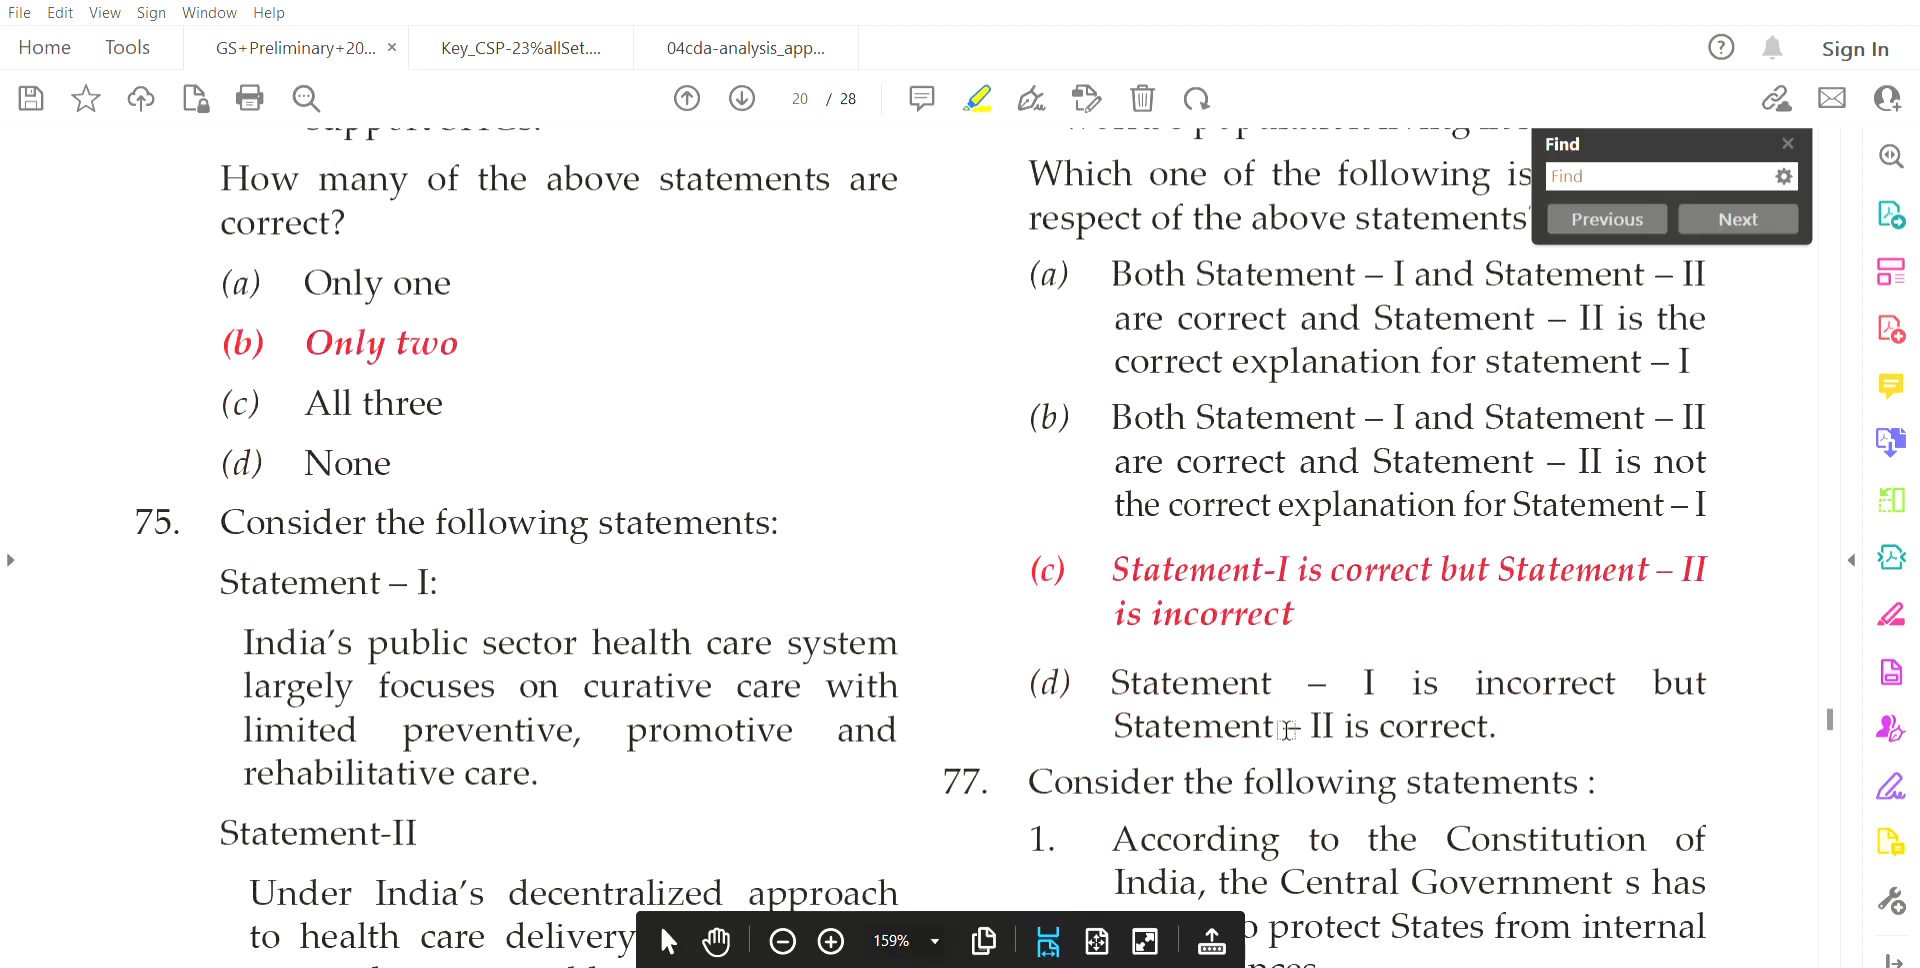 File Edit View Sign Window Help
Home Tools GS+Preliminary+20... × Key_CSP-23%allSet.... 04cda-analysis_app... Sign In
20 / 28
How many of the above statements are
correct?
(a) Only one
(b) Only two
(c) All three
(d) None
75. Consider the following statements:
Statement – I:
India's public sector health care system
largely focuses on curative care with
limited preventive, promotive and
rehabilitative care.
Statement-II
Under India's decentralized approach
to health care delivery
Which one of the following is
respect of the above statements
(a) Both Statement – I and Statement – II
are correct and Statement – II is the
correct explanation for statement – I
(b) Both Statement – I and Statement – II
are correct and Statement – II is not
the correct explanation for Statement – I
(c) Statement-I is correct but Statement – II
is incorrect
(d) Statement – I is incorrect but
Statement – II is correct.
77. Consider the following statements :
1. According to the Constitution of
India, the Central Government s has
protect States from internal
Find
Find
Previous Next
159%